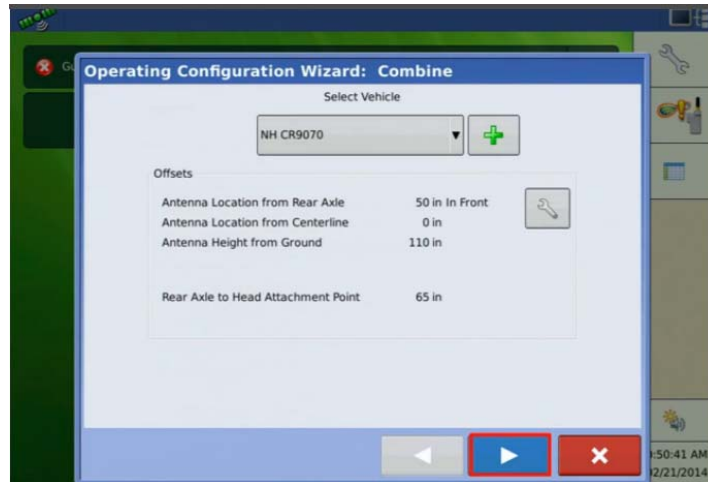 Operating Configuration Wizard: Combine
Select Vehicle
NH CR9070
Offsets
Antenna Location from Rear Axle 50 in In Front
Antenna Location from Centerline 0 in
Antenna Height from Ground 110 in
Rear Axle to Head Attachment Point 65 in
:50:41 AM
02/21/2014